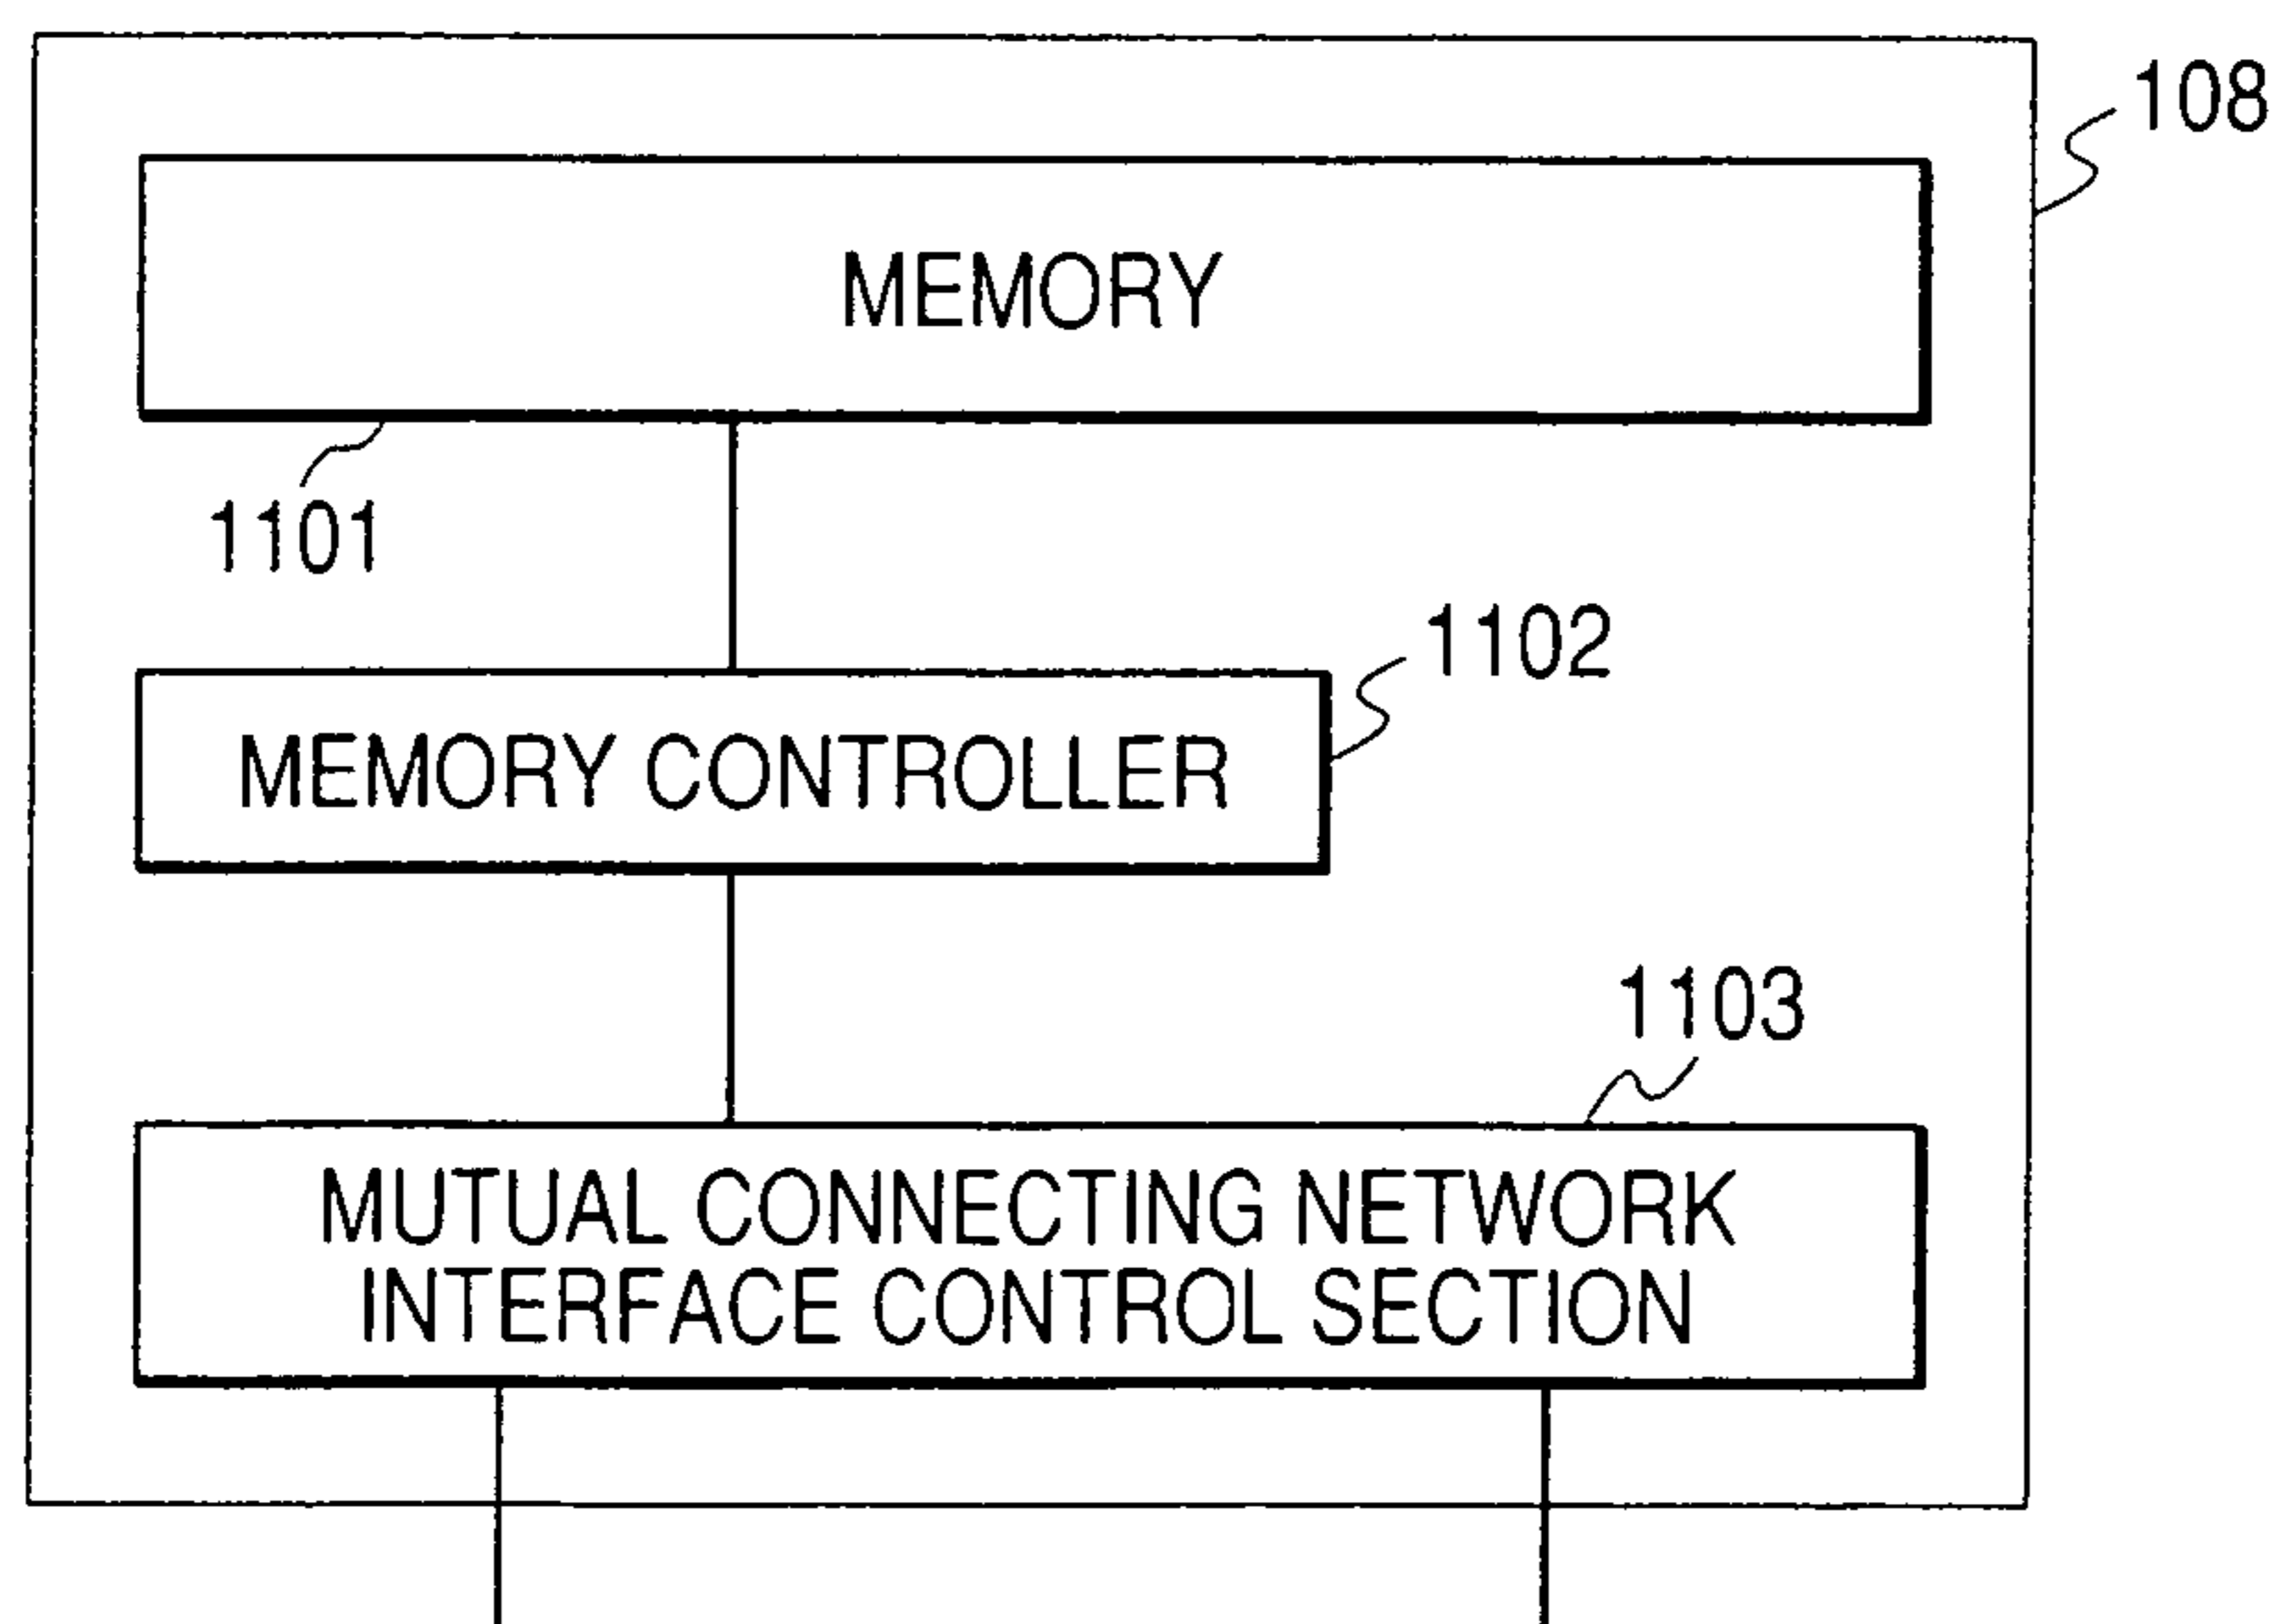 108
MEMORY
1101
1102
MEMORY CONTROLLER
1103
MUTUAL CONNECTING NETWORK
INTERFACE CONTROL SECTION